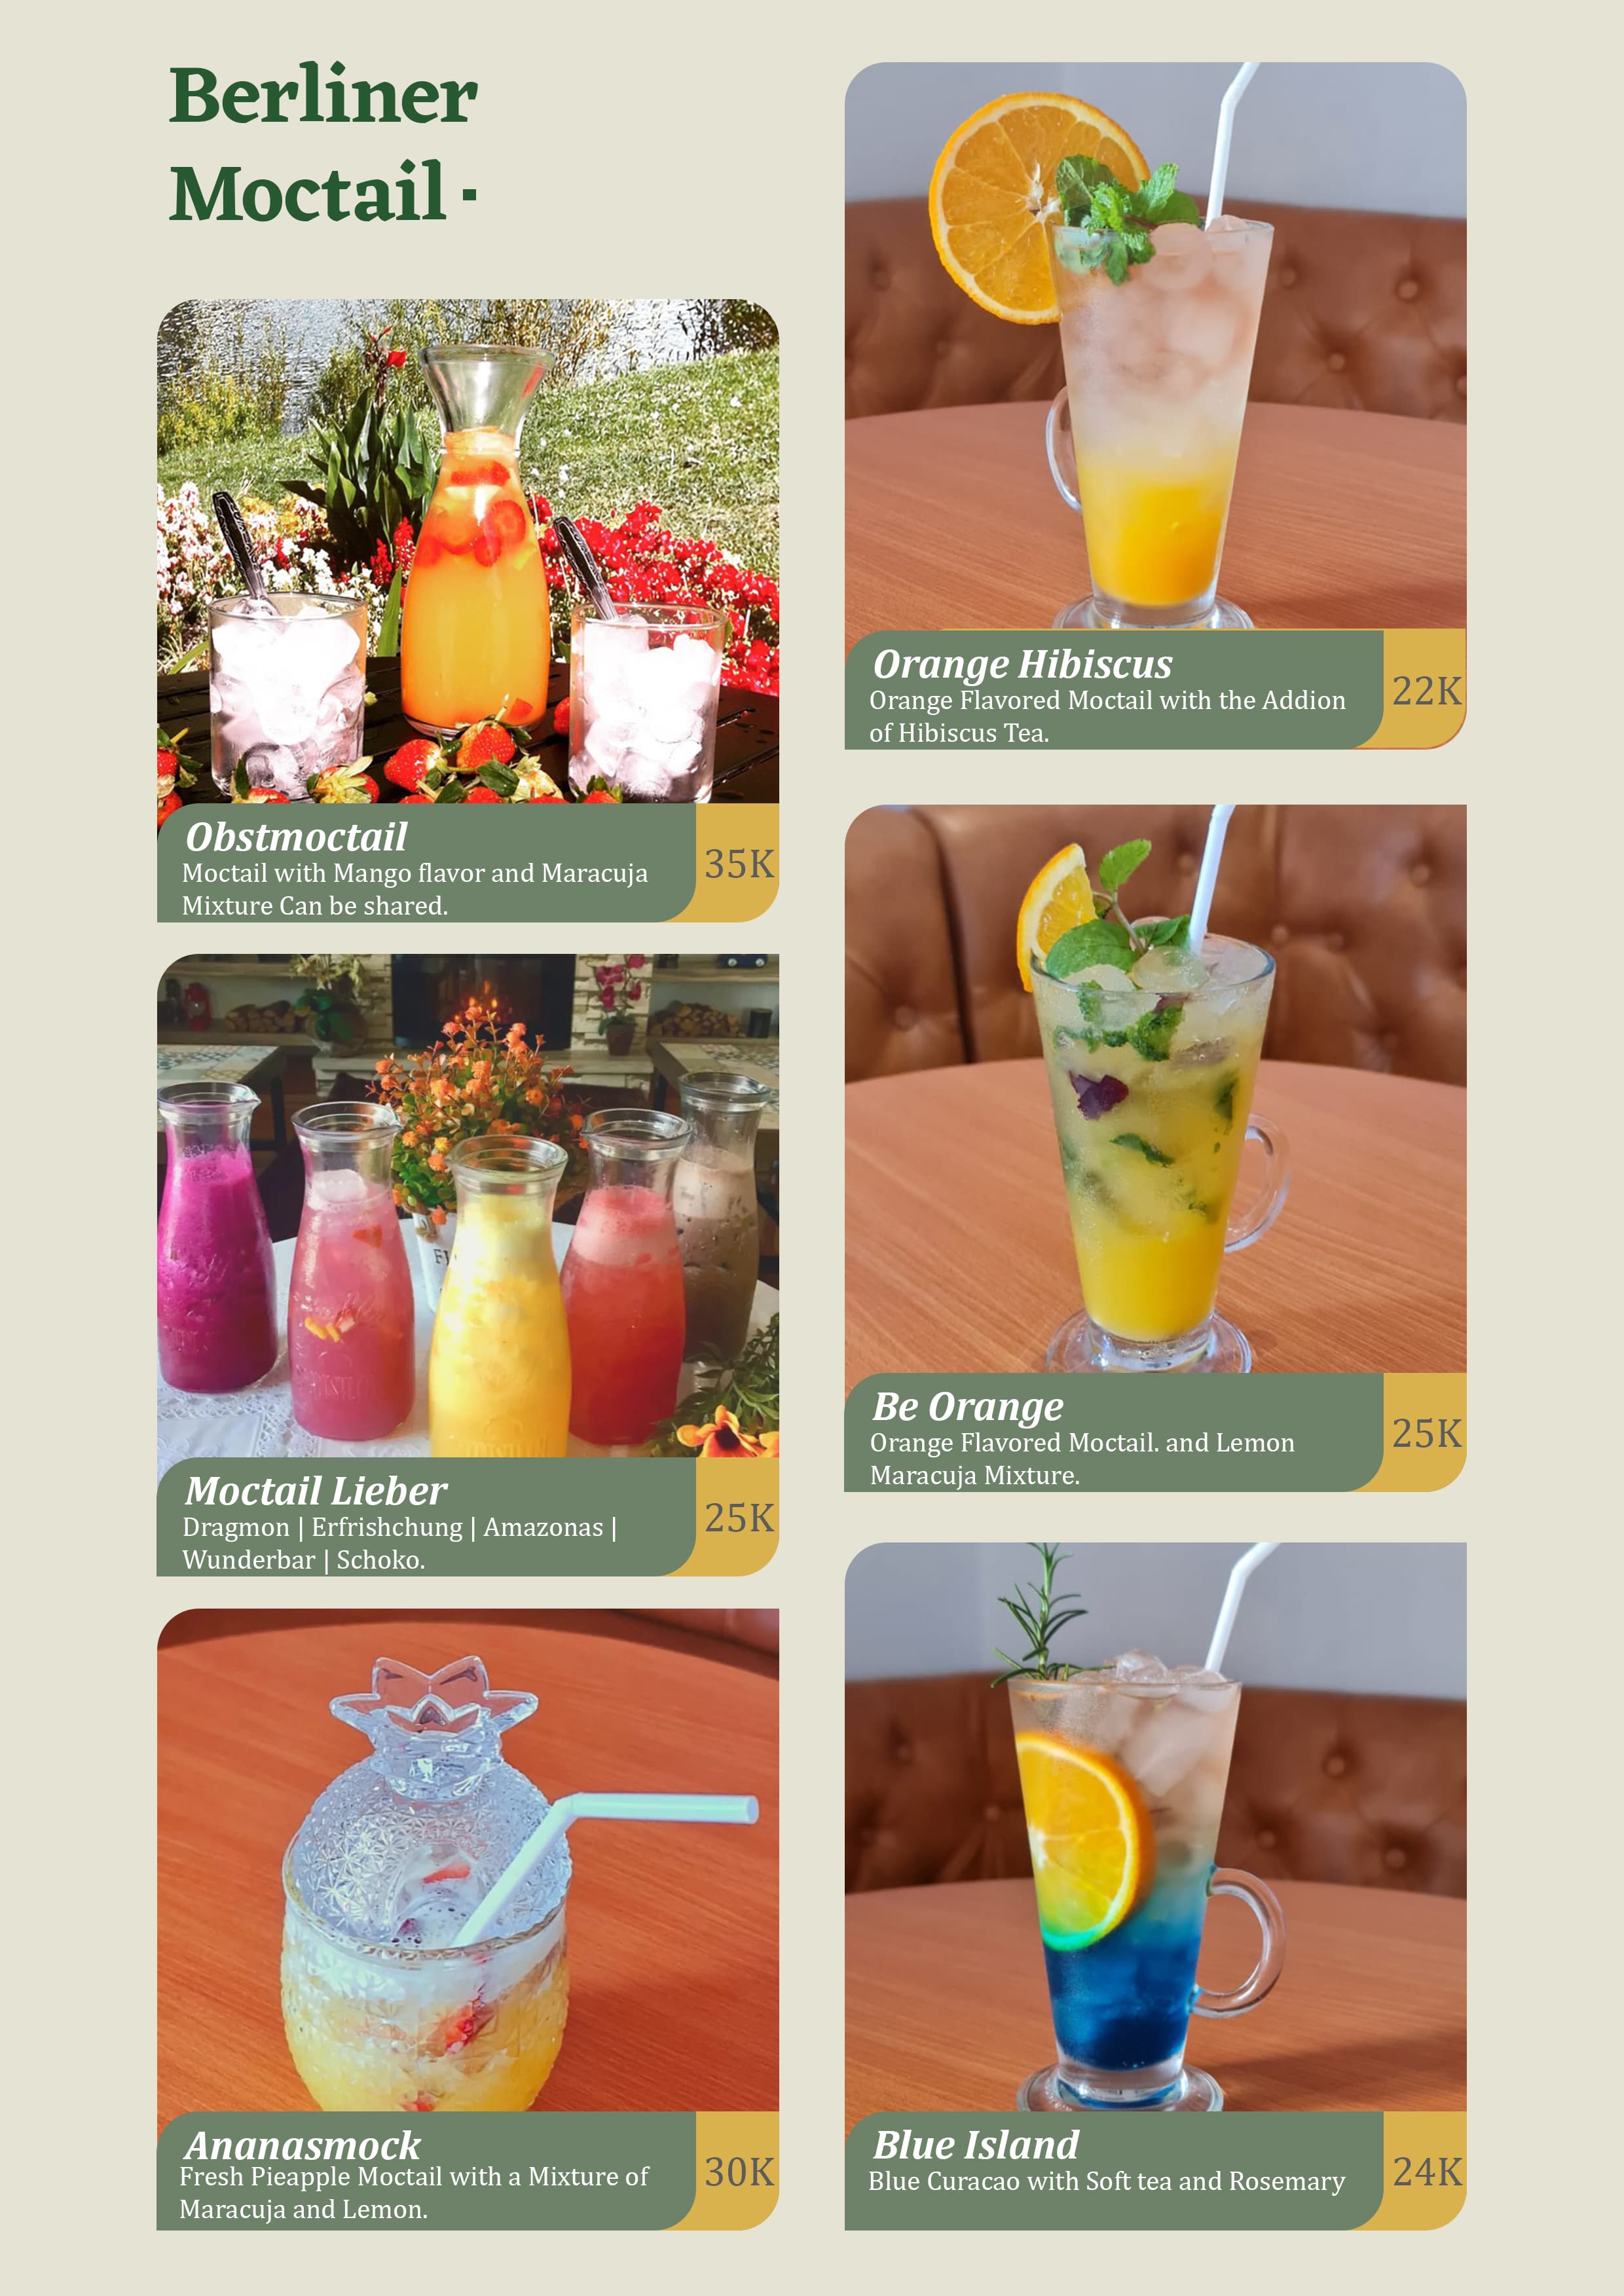 Berliner
Moctail ·
Obstmoctail
Moctail with Mango flavor and Maracuja
Mixture Can be shared.
35K
Moctail Lieber
Dragmon | Erfrishchung | Amazonas |
Wunderbar | Schoko.
25K
Ananasmock
Fresh Pieapple Moctail with a Mixture of
Maracuja and Lemon.
30K
Orange Hibiscus
Orange Flavored Moctail with the Addion
of Hibiscus Tea.
22K
Be Orange
Orange Flavored Moctail. and Lemon
Maracuja Mixture.
25K
Blue Island
Blue Curacao with Soft tea and Rosemary
24K